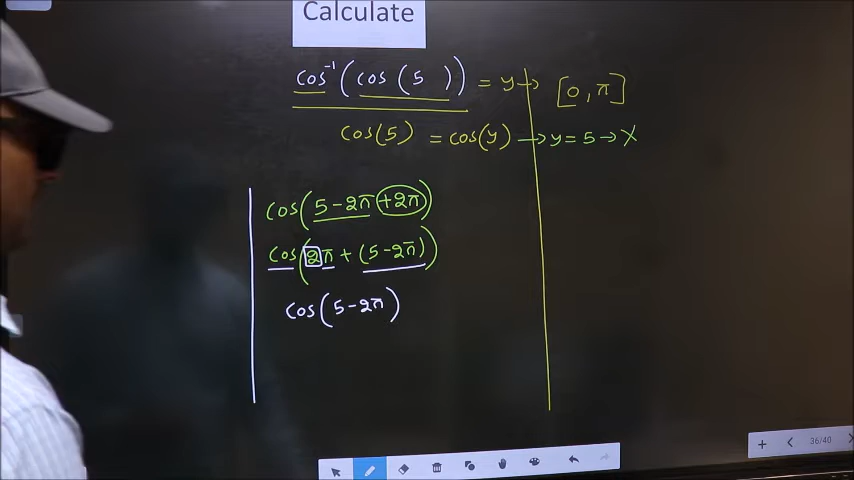 Calculate
cos⁻¹(cos(5 )) = y → [0, π]
cos(5) = cos(y) → y = 5 → X
cos(5 - 2π + 2π)
cos(2π + (5 - 2π))
cos(5 - 2π)
36/40